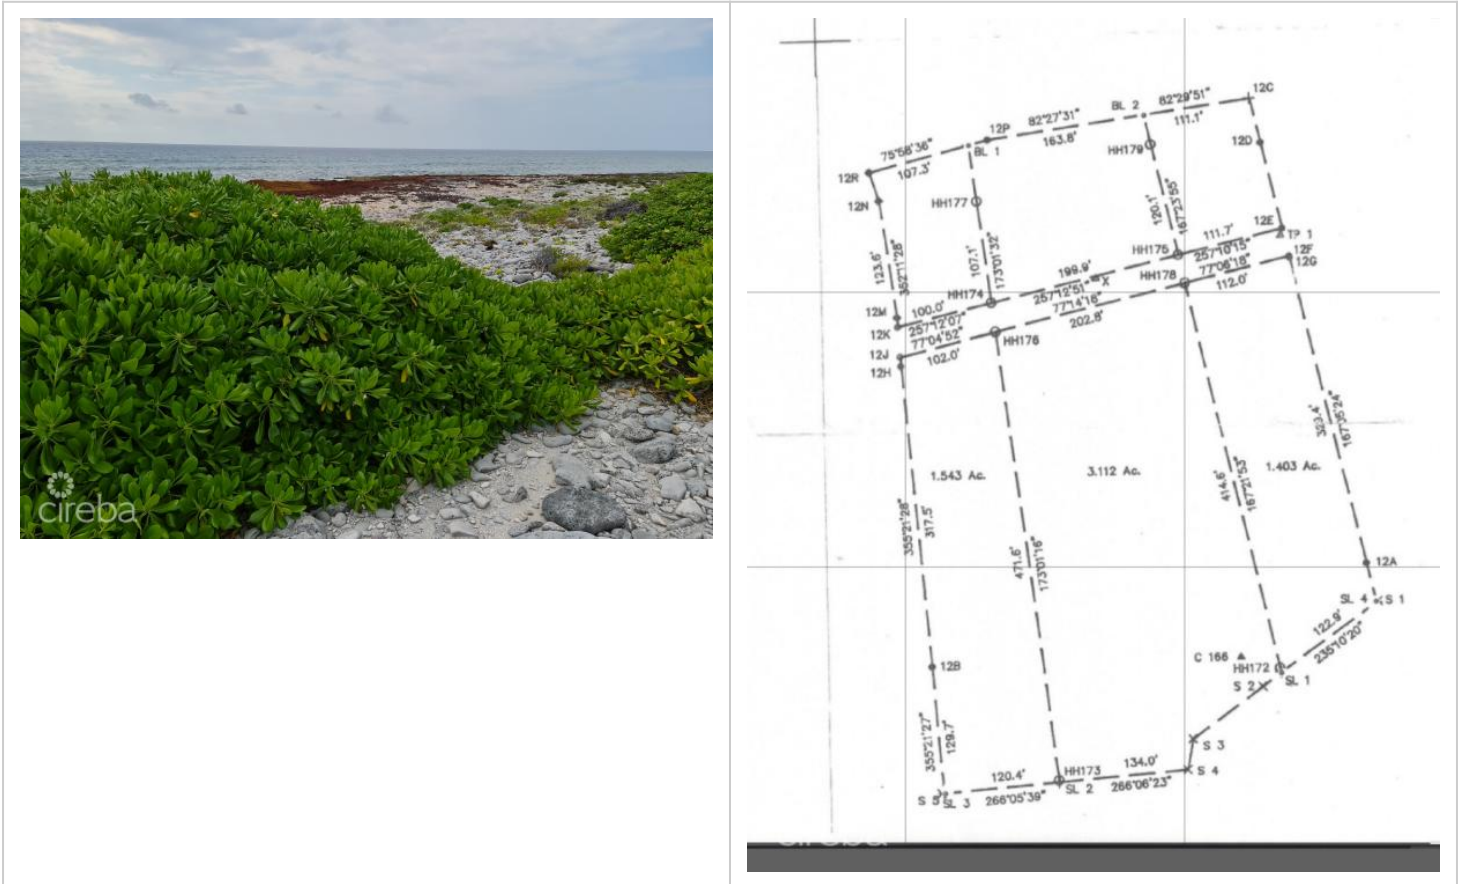 cireba
12C
82°29'51"
BL 2
111.1'
82°27'31"
12P
163.8'
75°56'36"
BL 1
107.3'
12D
HH179
12R
12N
HH177
120.1'
167°23'55"
12E
TP 1
111.7'
257°10'15"
12F
12G
HH175
HH178
77°06'18"
112.0'
123.6'
352°11'28"
107.1'
173°01'32"
199.9'
257°12'51"
X
77°14'16"
202.8'
HH174
HH176
12M
100.0'
12K
257°12'07"
77°04'52"
12J
102.0'
12H
1.543 Ac.
3.112 Ac.
1.403 Ac.
167°05'24"
414.6'
167°21'53"
355°21'28"
317.5'
471.6'
173°01'16"
12A
SL 4
S 1
122.9'
235°10'20"
C 166
HH172
SL 1
S 2
12B
S 3
355°21'27"
129.7'
134.0'
S 4
120.4'
HH173
SL 2
266°06'23"
S 5
SL 3
266°05'39"
cireba